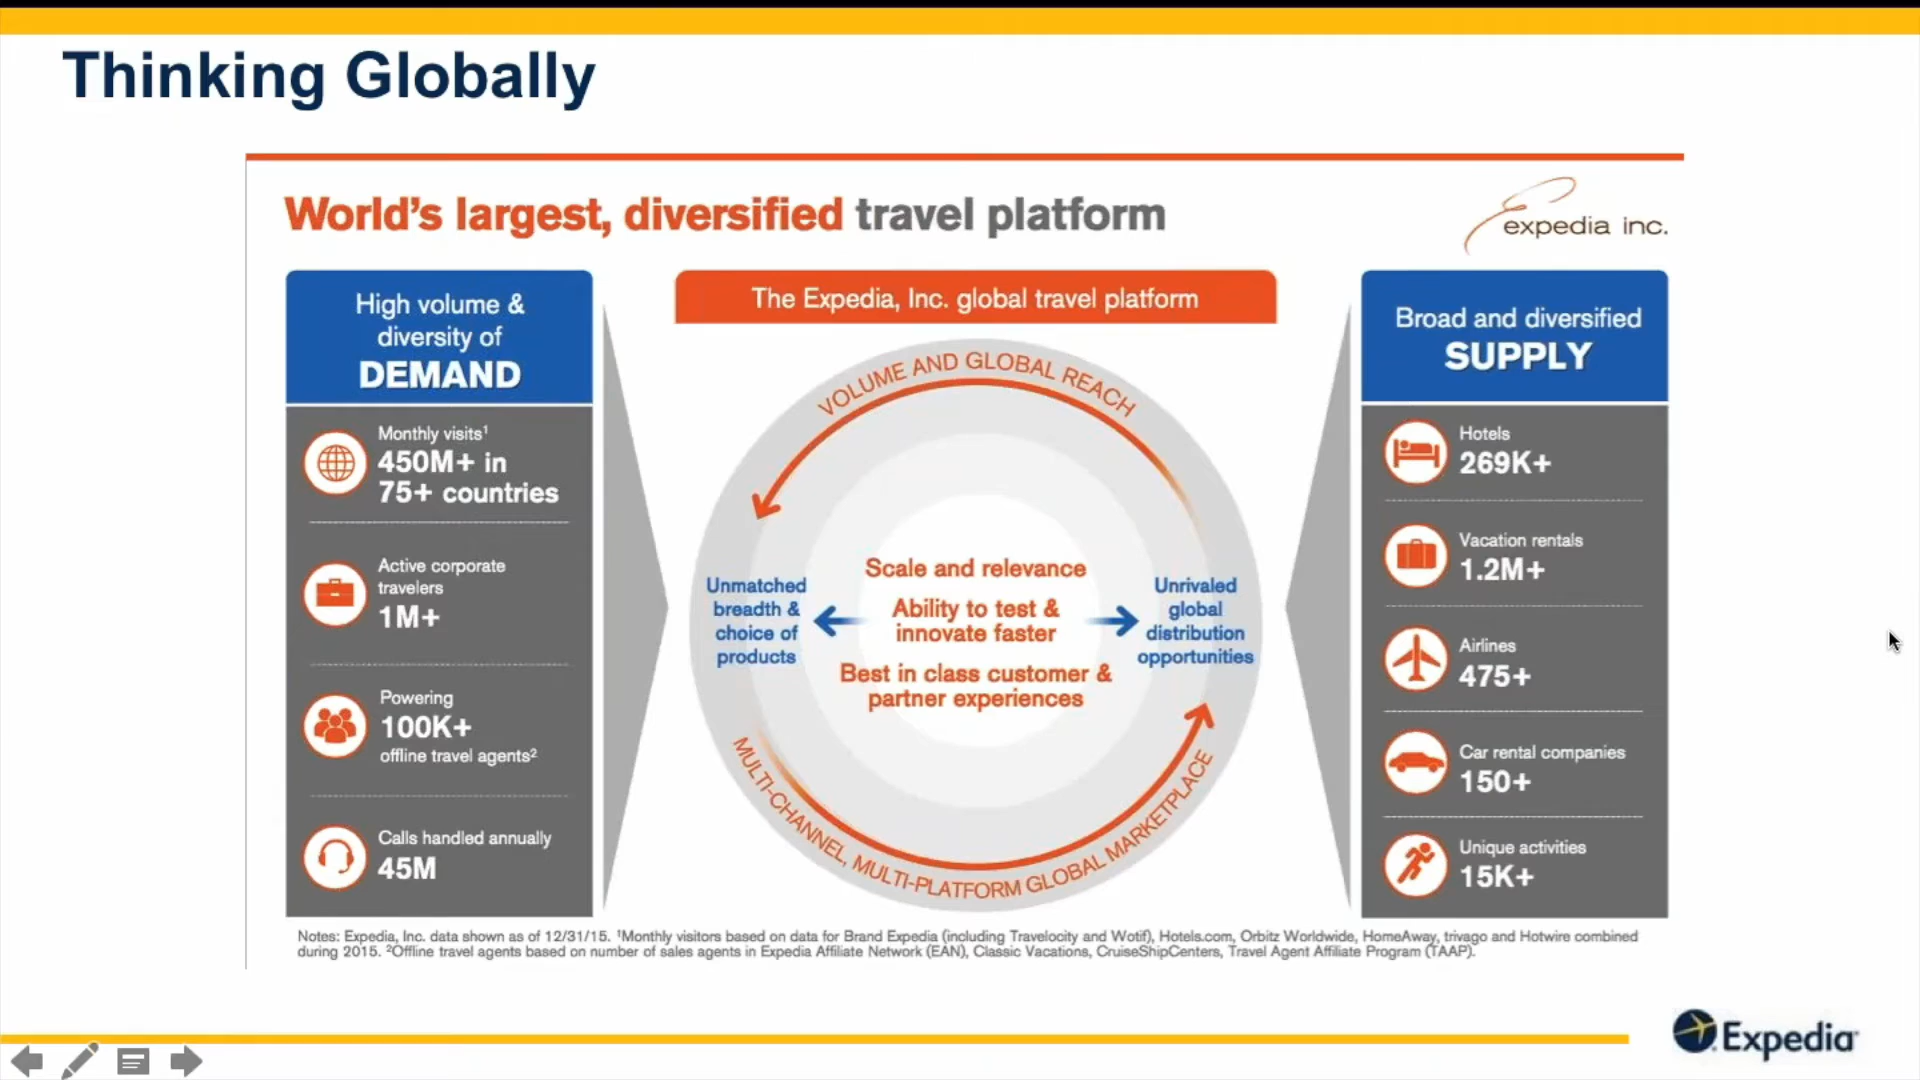 Thinking Globally
World's largest, diversified travel platform
expedia inc.
High volume &
diversity of
DEMAND
Monthly visits¹
450M+ in
75+ countries
Active corporate
travelers
1M+
Powering
100K+
offline travel agents²
Calls handled annually
45M
The Expedia, Inc. global travel platform
VOLUME AND GLOBAL REACH
Unmatched
breadth &
choice of
products
Scale and relevance
Ability to test &
innovate faster
Best in class customer &
partner experiences
Unrivaled
global
distribution
opportunities
MULTI-CHANNEL, MULTI-PLATFORM GLOBAL MARKETPLACE
Broad and diversified
SUPPLY
Hotels
269K+
Vacation rentals
1.2M+
Airlines
475+
Car rental companies
150+
Unique activities
15K+
Notes: Expedia, Inc. data shown as of 12/31/15. ¹Monthly visitors based on data for Brand Expedia (including Travelocity and Wotif), Hotels.com, Orbitz Worldwide, HomeAway, trivago and Hotwire combined
during 2015. ²Offline travel agents based on number of sales agents in Expedia Affiliate Network (EAN), Classic Vacations, CruiseShipCenters, Travel Agent Affiliate Program (TAAP).
Expedia